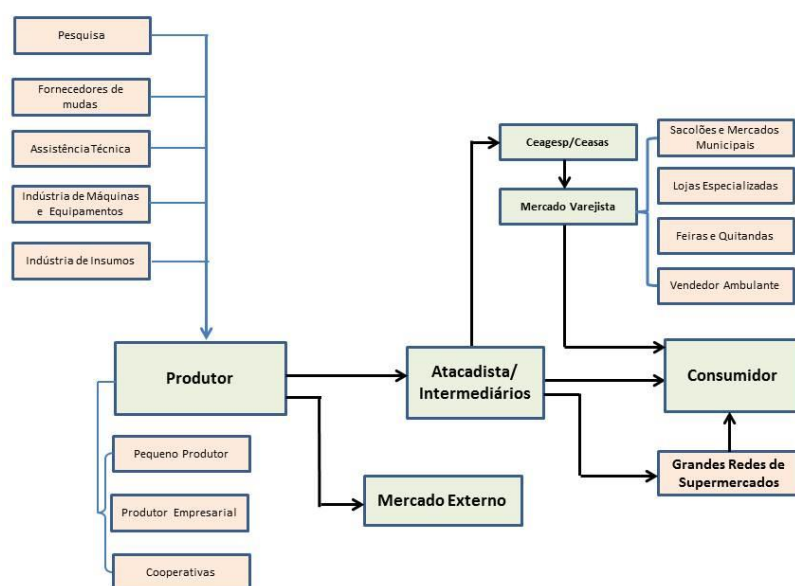 Pesquisa
Fornecedores de
mudas
Assistência Técnica
Indústria de Máquinas
e Equipamentos
Indústria de Insumos
Produtor
Pequeno Produtor
Produtor Empresarial
Cooperativas
Atacadista/
Intermediários
Mercado Externo
Ceagesp/Ceasas
Mercado Varejista
Sacolões e Mercados
Municipais
Lojas Especializadas
Feiras e Quitandas
Vendedor Ambulante
Consumidor
Grandes Redes de
Supermercados